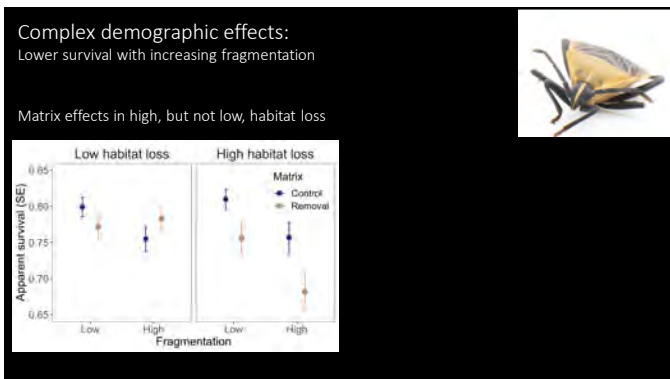 Complex demographic effects:
Lower survival with increasing fragmentation
Matrix effects in high, but not low, habitat loss
Low habitat loss
High habitat loss
Matrix
Control
Removal
Apparent survival (SE)
0.85
0.80
0.75
0.70
0.65
Low
High
Low
High
Fragmentation